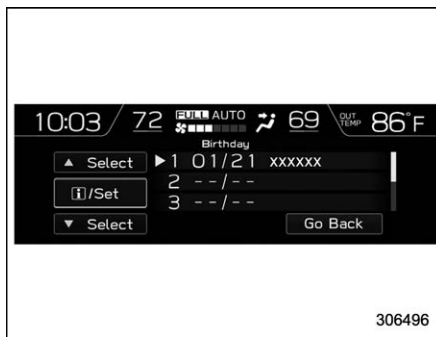 10:03 72 FULL AUTO 69 OUT TEMP 86°F
Birthday
▲ Select ▶1 01/21 xxxxxx
i/Set 2 --/--
3 --/--
▼ Select Go Back
306496